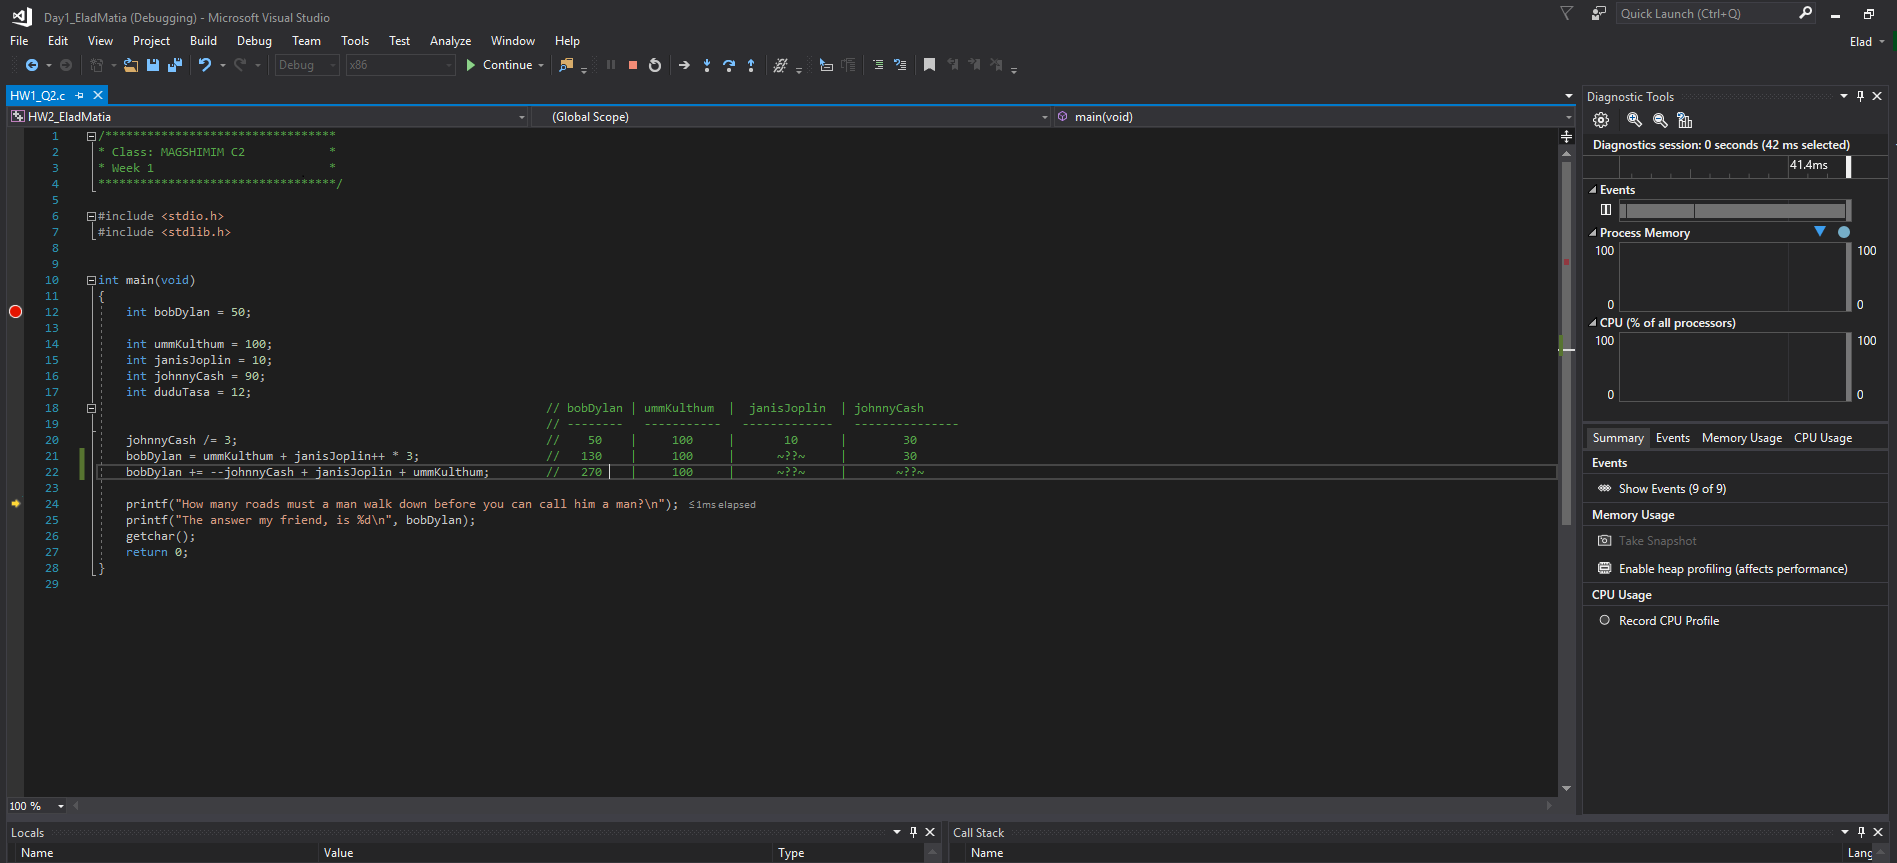 Day1_EladMatia (Debugging) - Microsoft Visual Studio
Quick Launch (Ctrl+Q)
File Edit View Project Build Debug Team Tools Test Analyze Window Help
Elad
Debug x86 Continue
HW1_Q2.c
HW2_EladMatia (Global Scope) main(void)
1 /*********************************
2 * Class: MAGSHIMIM C2 *
3 * Week 1 *
4 **********************************/
5
6 #include <stdio.h>
7 #include <stdlib.h>
8
9
10 int main(void)
11 {
12 int bobDylan = 50;
13
14 int ummKulthum = 100;
15 int janisJoplin = 10;
16 int johnnyCash = 90;
17 int duduTasa = 12;
18 // bobDylan | ummKulthum | janisJoplin | johnnyCash
19 // -------- ----------- ------------- ---------------
20 johnnyCash /= 3; // 50 | 100 | 10 | 30
21 bobDylan = ummKulthum + janisJoplin++ * 3; // 130 | 100 | ~??~ | 30
22 bobDylan += --johnnyCash + janisJoplin + ummKulthum; // 270 | 100 | ~??~ | ~??~
23
24 printf("How many roads must a man walk down before you can call him a man?\n"); ≤1ms elapsed
25 printf("The answer my friend, is %d\n", bobDylan);
26 getchar();
27 return 0;
28 }
29
100 %
Diagnostic Tools
Diagnostics session: 0 seconds (42 ms selected)
41.4ms
Events
Process Memory
100 100
0 0
CPU (% of all processors)
100 100
0 0
Summary Events Memory Usage CPU Usage
Events
Show Events (9 of 9)
Memory Usage
Take Snapshot
Enable heap profiling (affects performance)
CPU Usage
Record CPU Profile
Locals
Name Value Type
Call Stack
Name Lang